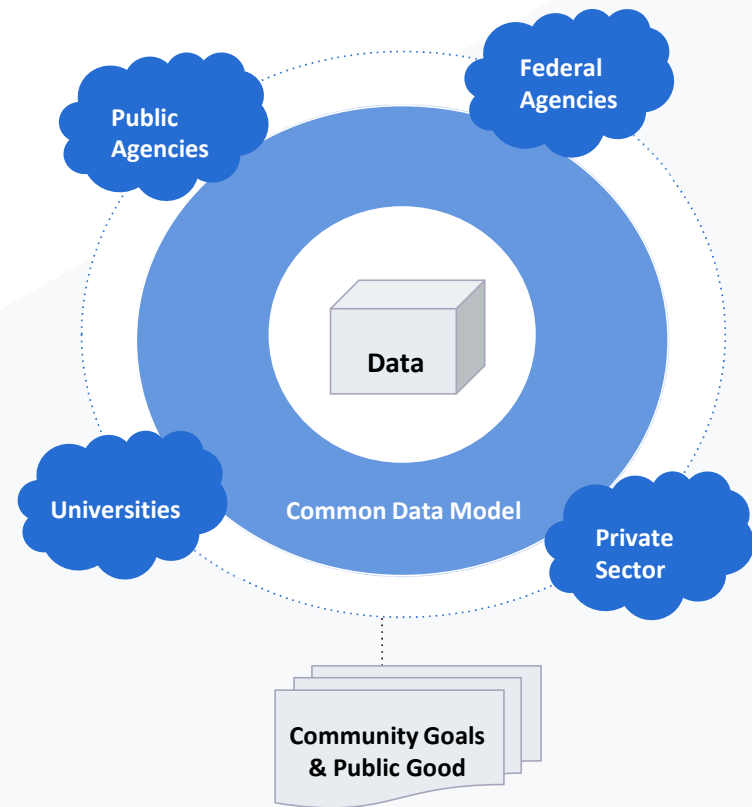 Federal
Agencies
Public
Agencies
Data
Universities
Common Data Model
Private
Sector
Community Goals
& Public Good